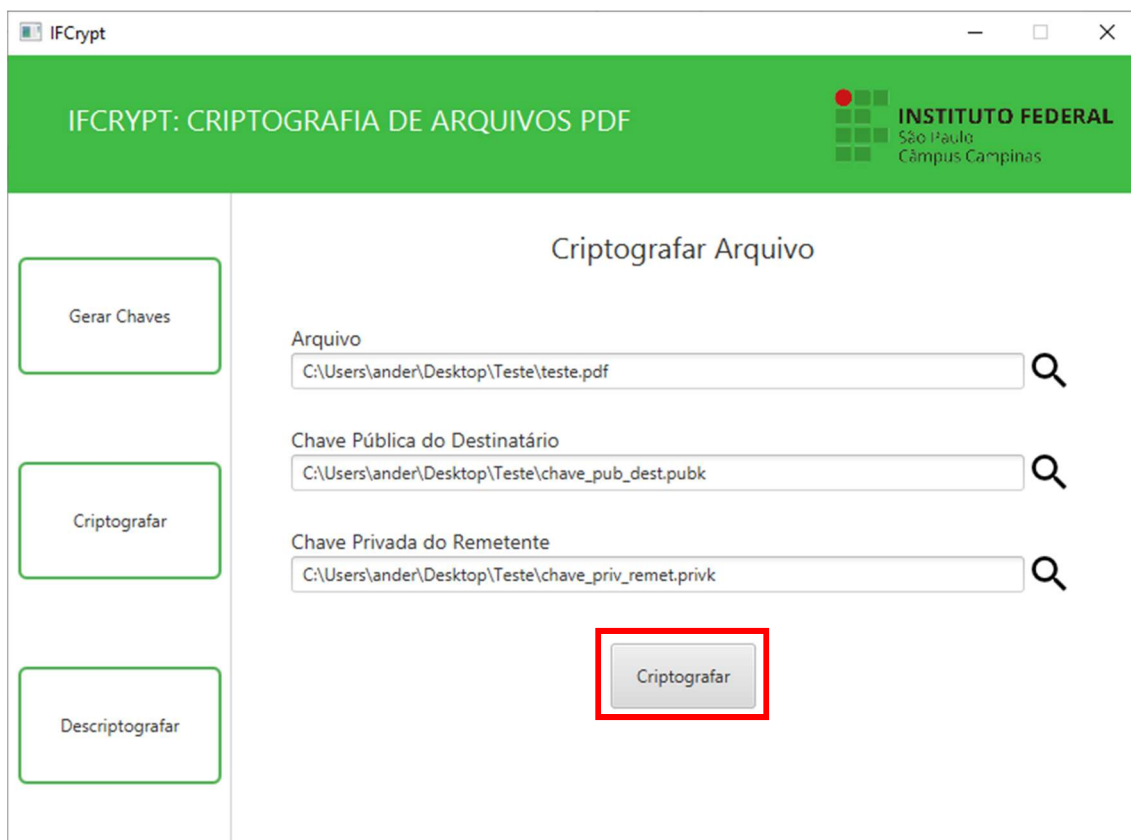 IFCrypt
IFCRYPT: CRIPTOGRAFIA DE ARQUIVOS PDF
INSTITUTO FEDERAL
São Paulo
Câmpus Campinas
Gerar Chaves
Criptografar
Descriptografar
Criptografar Arquivo
Arquivo
C:\Users\ander\Desktop\Teste\teste.pdf
Chave Pública do Destinatário
C:\Users\ander\Desktop\Teste\chave_pub_dest.pubk
Chave Privada do Remetente
C:\Users\ander\Desktop\Teste\chave_priv_remet.privk
Criptografar